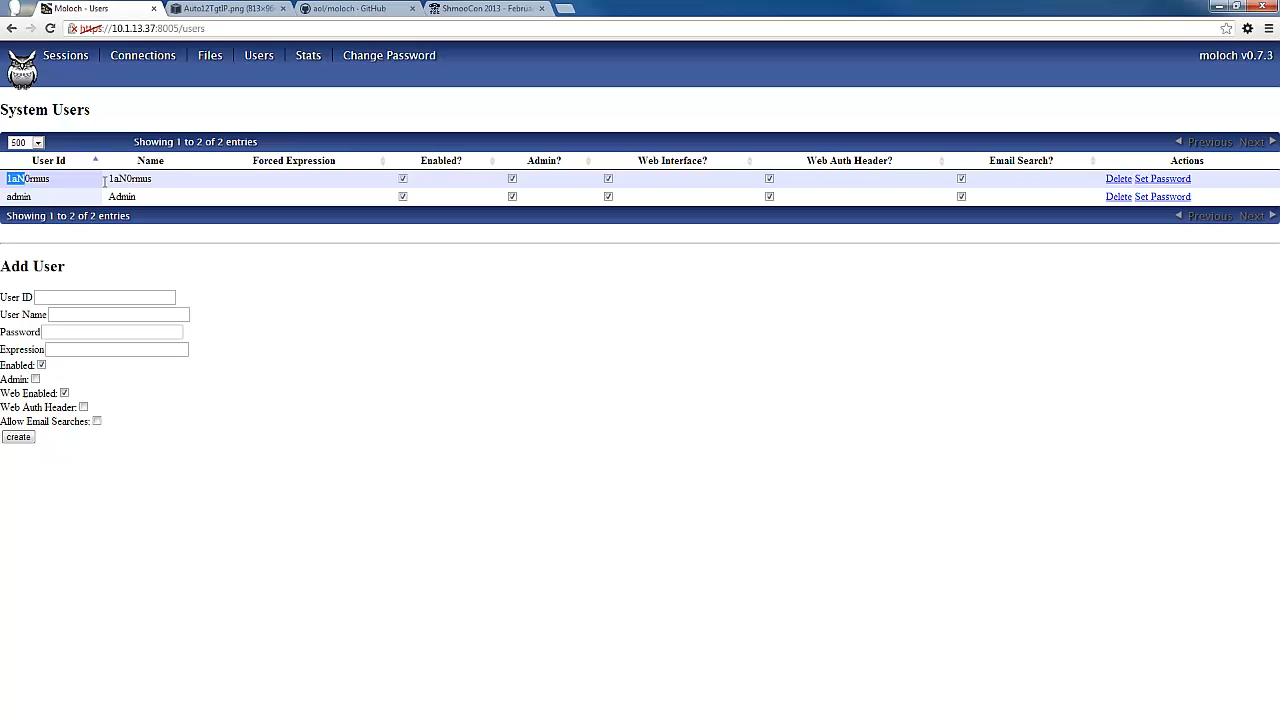 Moloch - Users
Auto12TgtIP.png (813×96
aol/moloch - GitHub
ShmooCon 2013 - Februa
https://10.1.13.37:8005/users
Sessions Connections Files Users Stats Change Password moloch v0.7.3
System Users
500 Showing 1 to 2 of 2 entries Previous Next
User Id Name Forced Expression Enabled? Admin? Web Interface? Web Auth Header? Email Search? Actions
1aN0rmus 1aN0rmus Delete Set Password
admin Admin Delete Set Password
Showing 1 to 2 of 2 entries Previous Next
Add User
User ID
User Name
Password
Expression
Enabled:
Admin:
Web Enabled:
Web Auth Header:
Allow Email Searches:
create